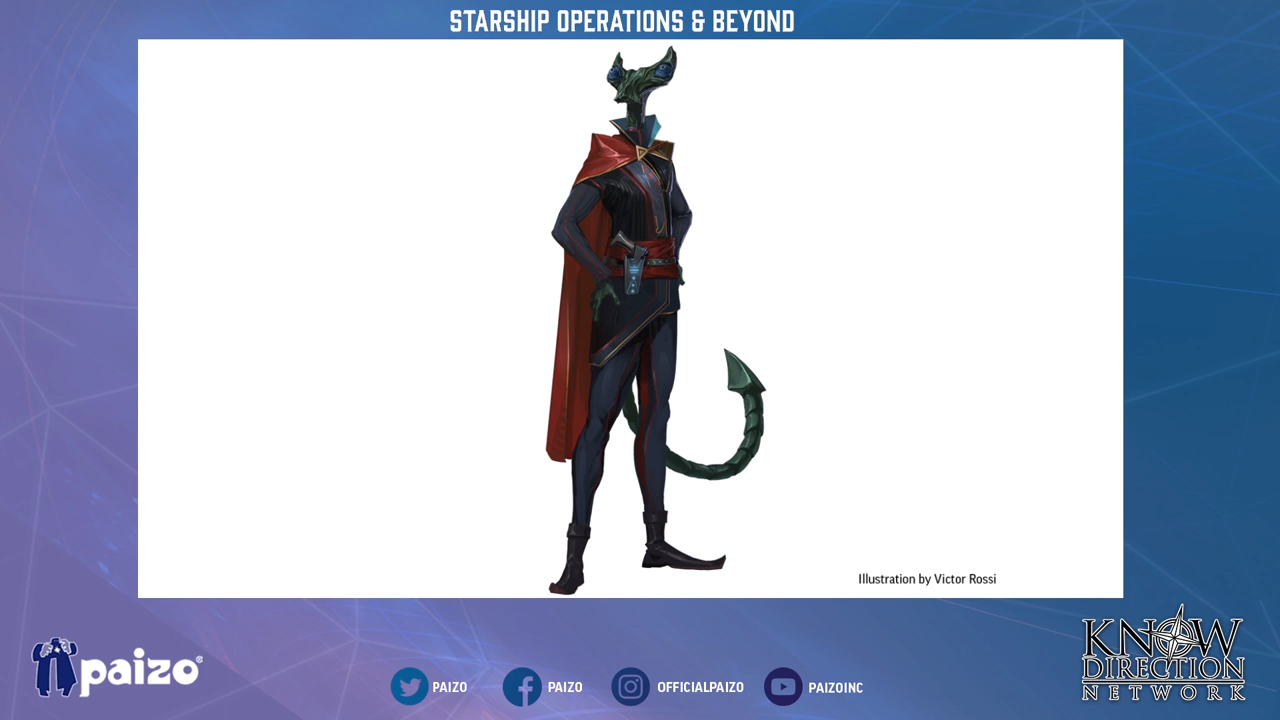 STARSHIP OPERATIONS & BEYOND
Illustration by Victor Rossi
paizo®
PAIZO
PAIZO
OFFICIALPAIZO
PAIZOINC
KNOW
DIRECTION
NETWORK